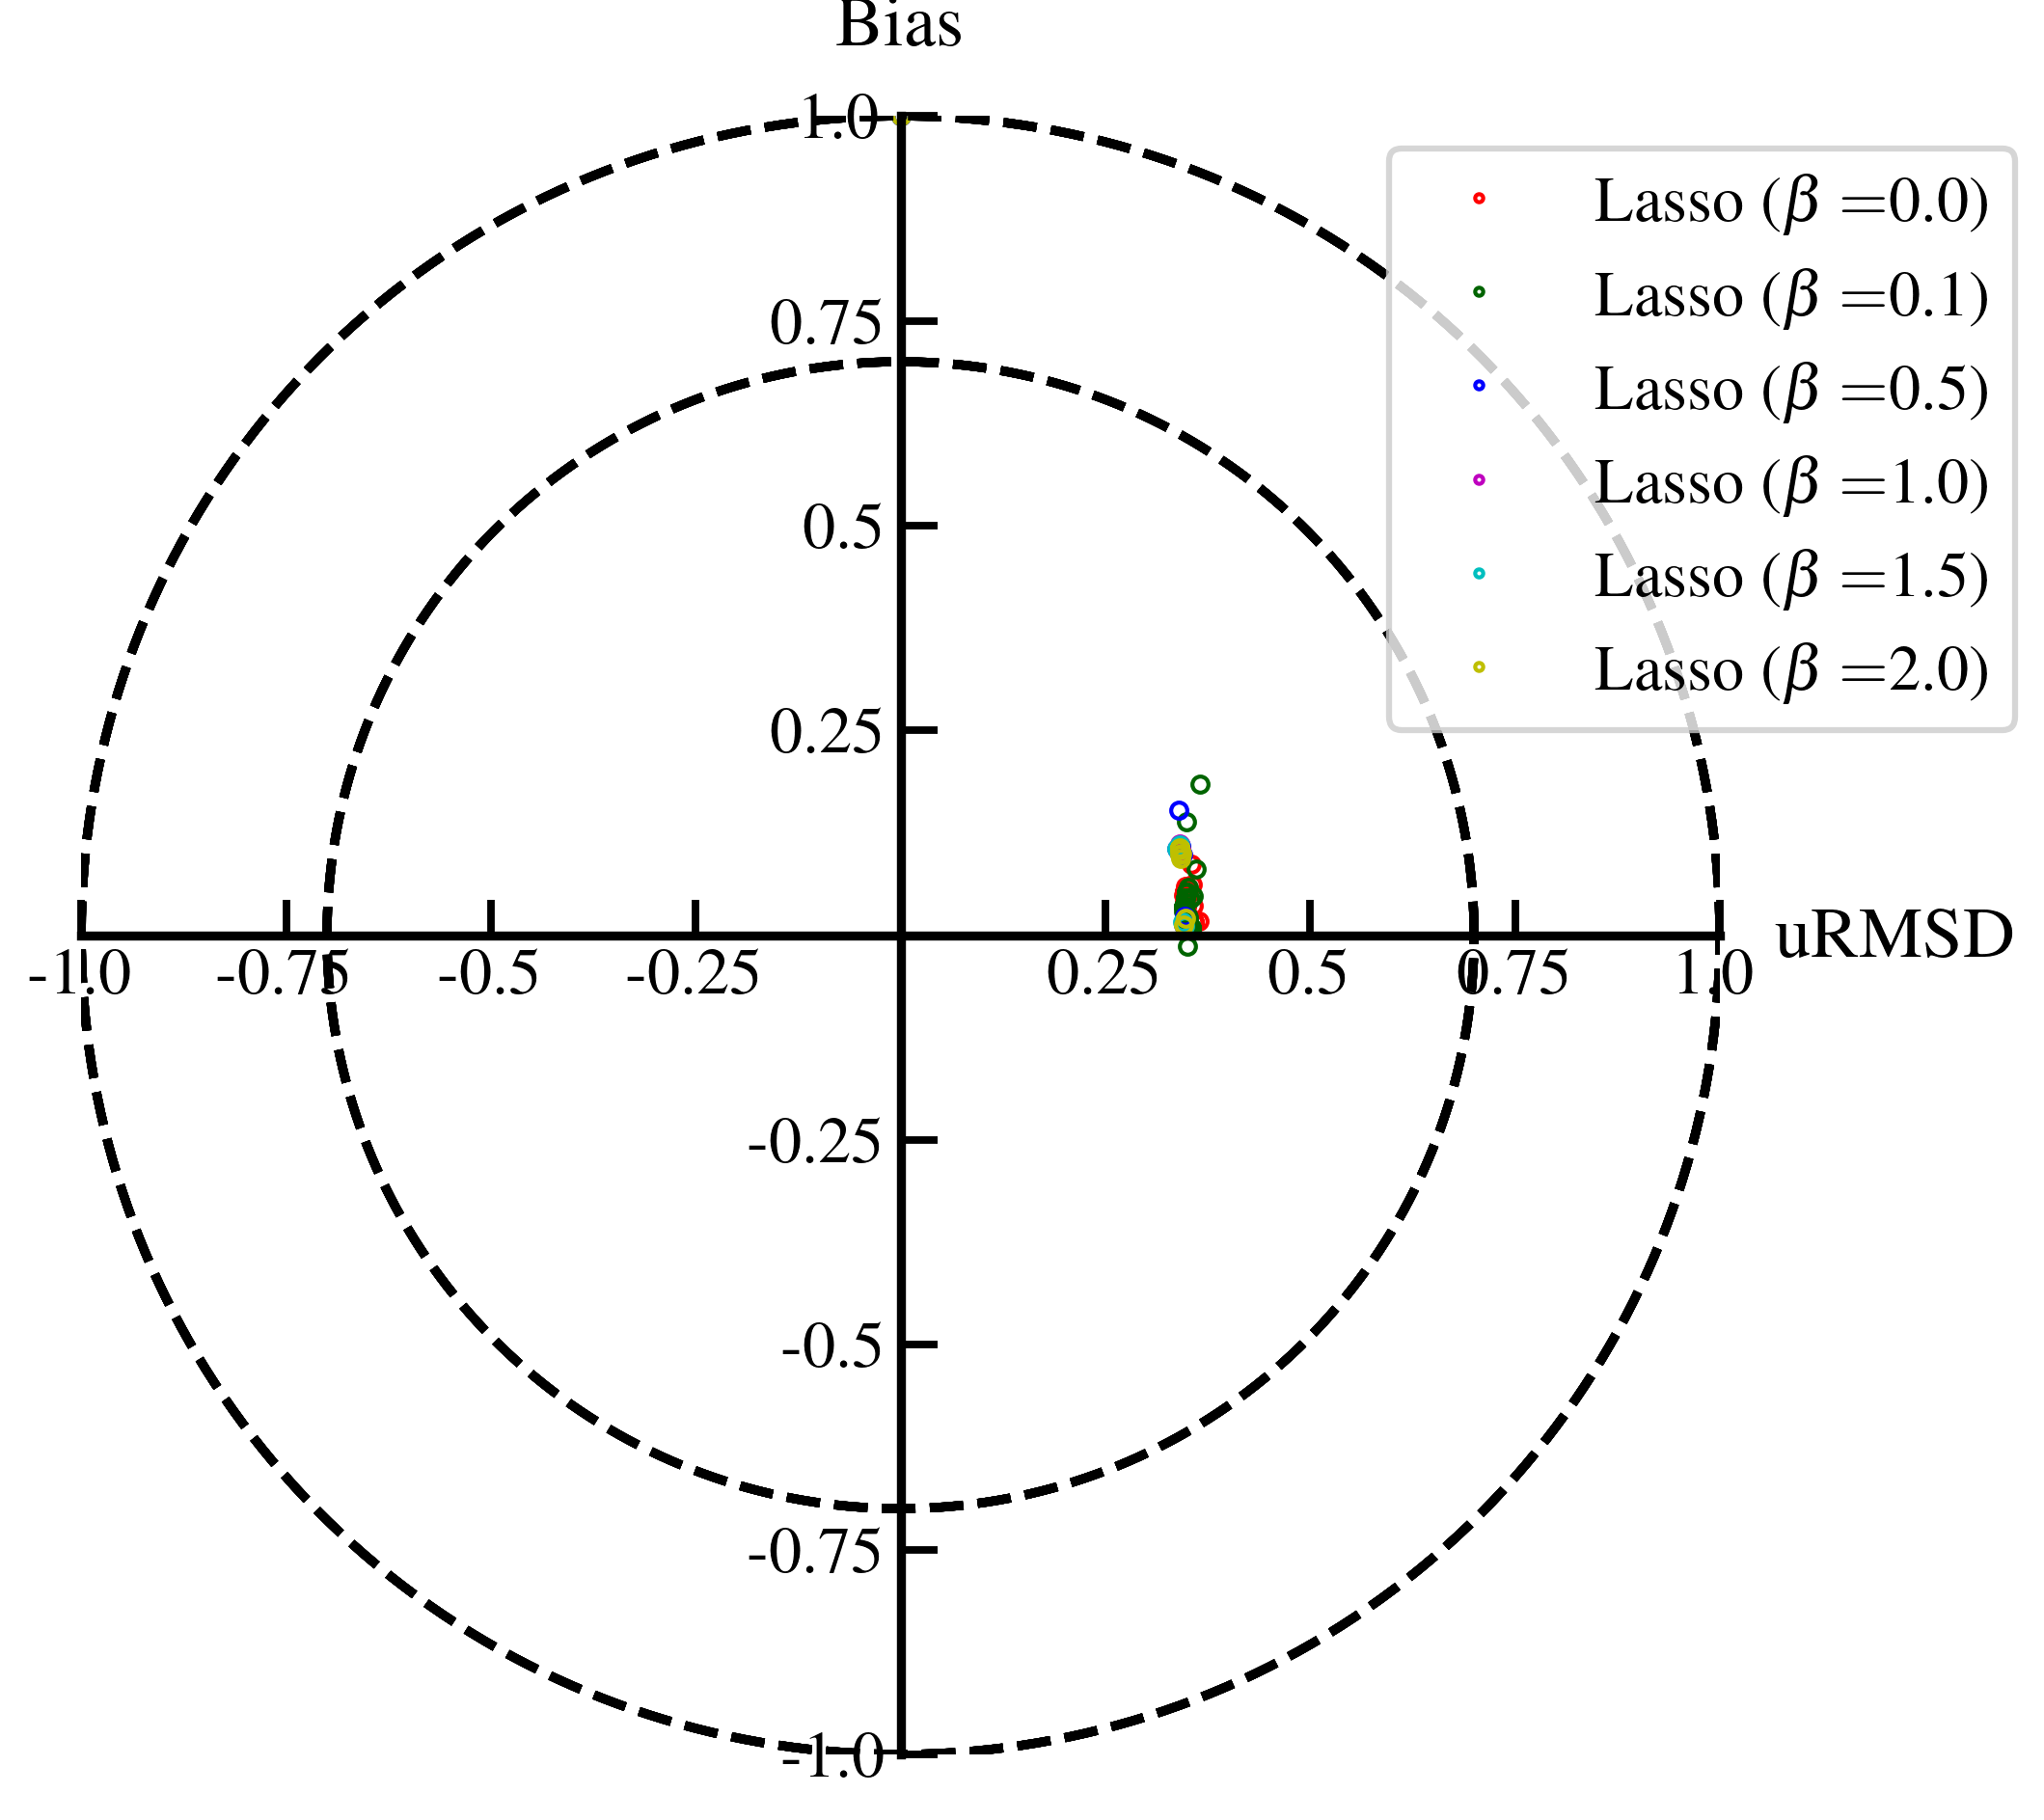 Bias
1.0
Lasso (β =0.0)
Lasso (β =0.1)
0.75
Lasso (β =0.5)
Lasso (β =1.0)
0.5
Lasso (β =1.5)
Lasso (β =2.0)
0.25
uRMSD
-1.0 -0.75 -0.5 -0.25 0.25 0.5 0.75 1.0
-0.25
-0.5
-0.75
-1.0